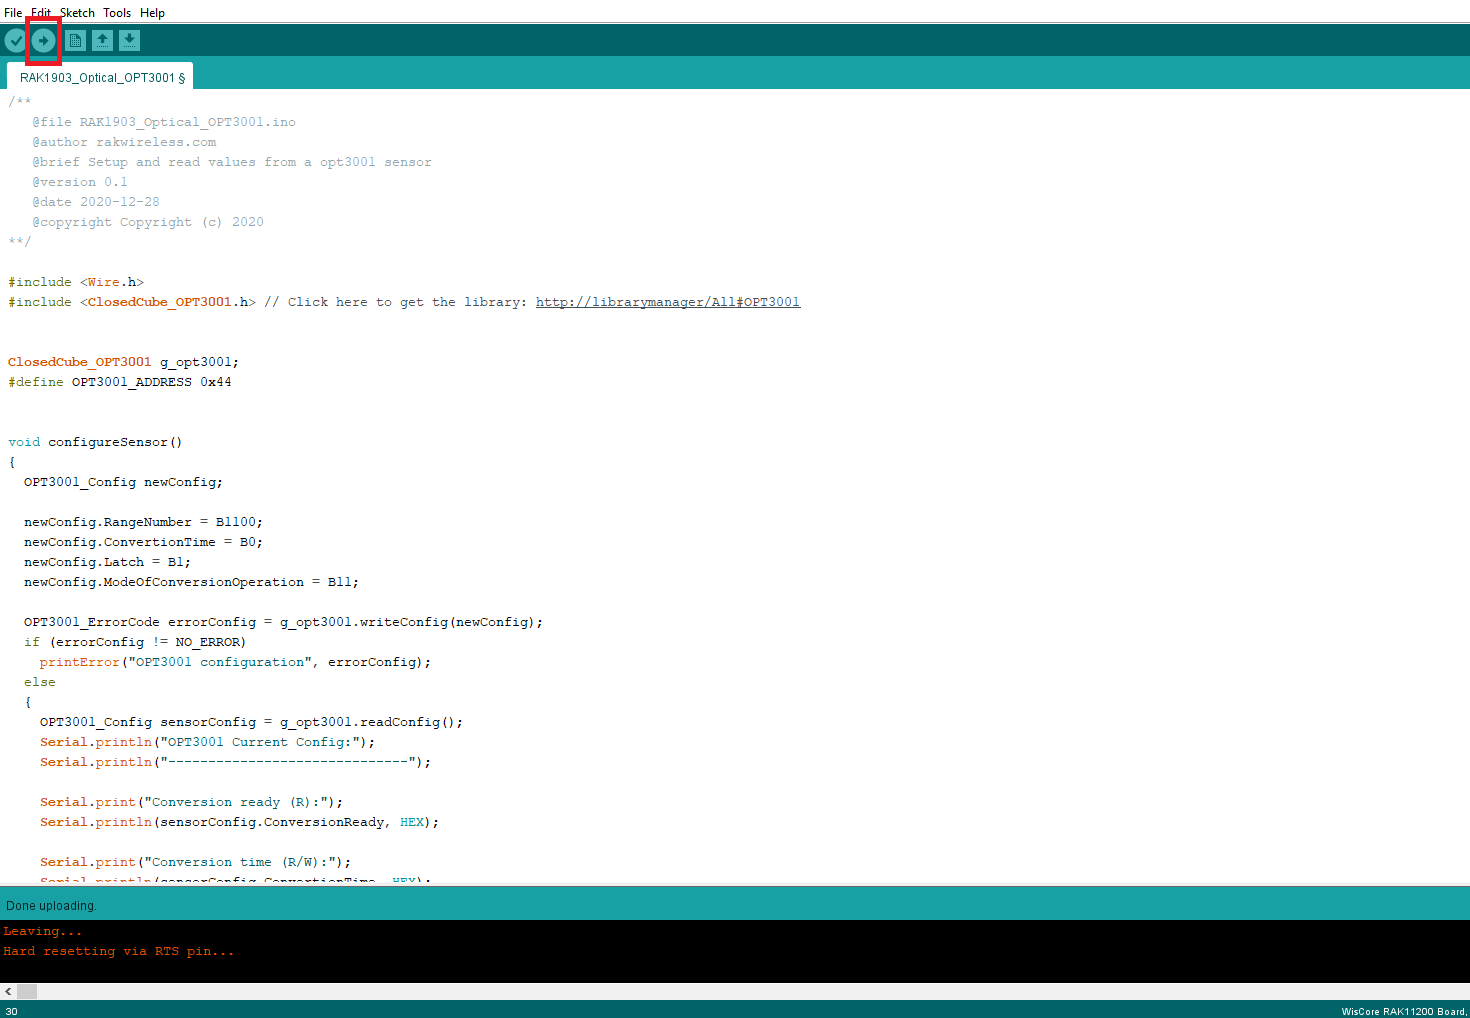 File Edit Sketch Tools Help
RAK1903_Optical_OPT3001 §
/**
@file RAK1903_Optical_OPT3001.ino
@author rakwireless.com
@brief Setup and read values from a opt3001 sensor
@version 0.1
@date 2020-12-28
@copyright Copyright (c) 2020
**/
#include <Wire.h>
#include <ClosedCube_OPT3001.h> // Click here to get the library: http://librarymanager/All#OPT3001
ClosedCube_OPT3001 g_opt3001;
#define OPT3001_ADDRESS 0x44
void configureSensor()
{
OPT3001_Config newConfig;
newConfig.RangeNumber = B1100;
newConfig.ConvertionTime = B0;
newConfig.Latch = B1;
newConfig.ModeOfConversionOperation = B11;
OPT3001_ErrorCode errorConfig = g_opt3001.writeConfig(newConfig);
if (errorConfig != NO_ERROR)
printError("OPT3001 configuration", errorConfig);
else
{
OPT3001_Config sensorConfig = g_opt3001.readConfig();
Serial.println("OPT3001 Current Config:");
Serial.println("------------------------------");
Serial.print("Conversion ready (R):");
Serial.println(sensorConfig.ConversionReady, HEX);
Serial.print("Conversion time (R/W):");
Serial.println(sensorConfig.ConvertionTime, HEX);
Done uploading.
Leaving...
Hard resetting via RTS pin...
30
WisCore RAK11200 Board,